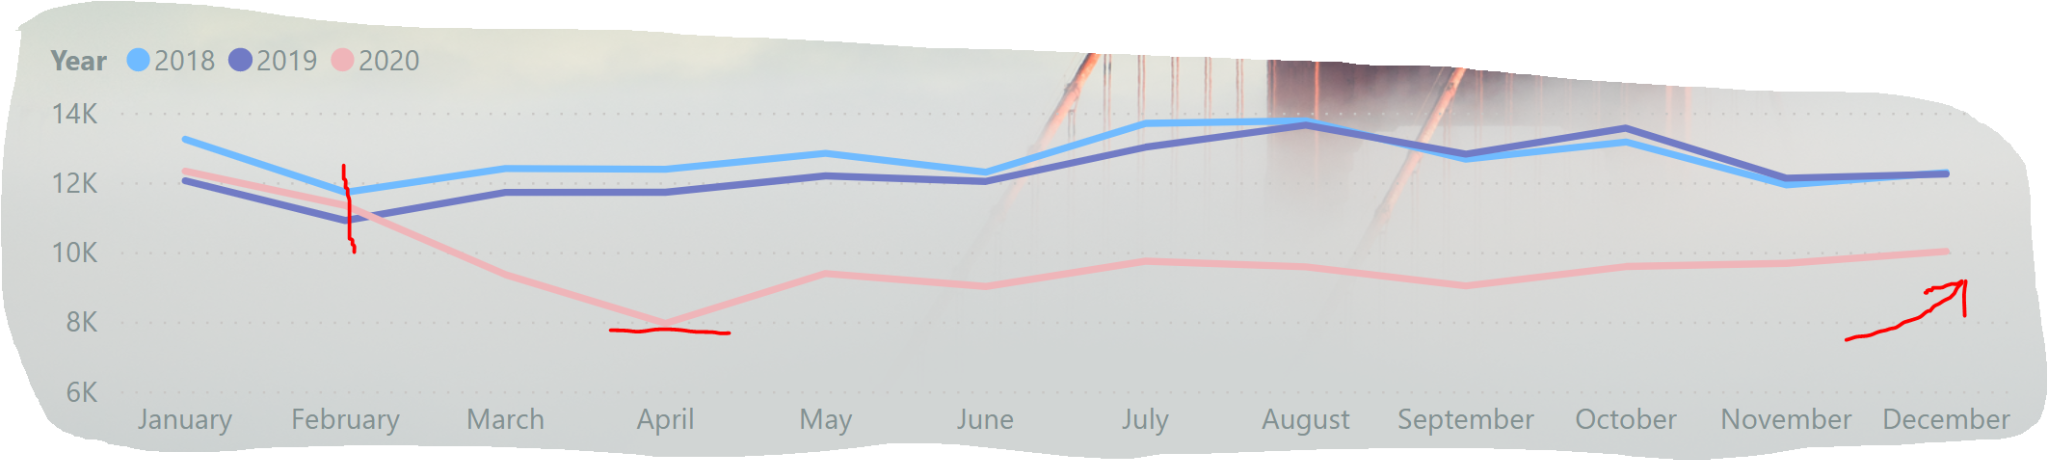 Year 2018 2019 2020
14K
12K
10K
8K
6K
January February March April May June July August September October November December